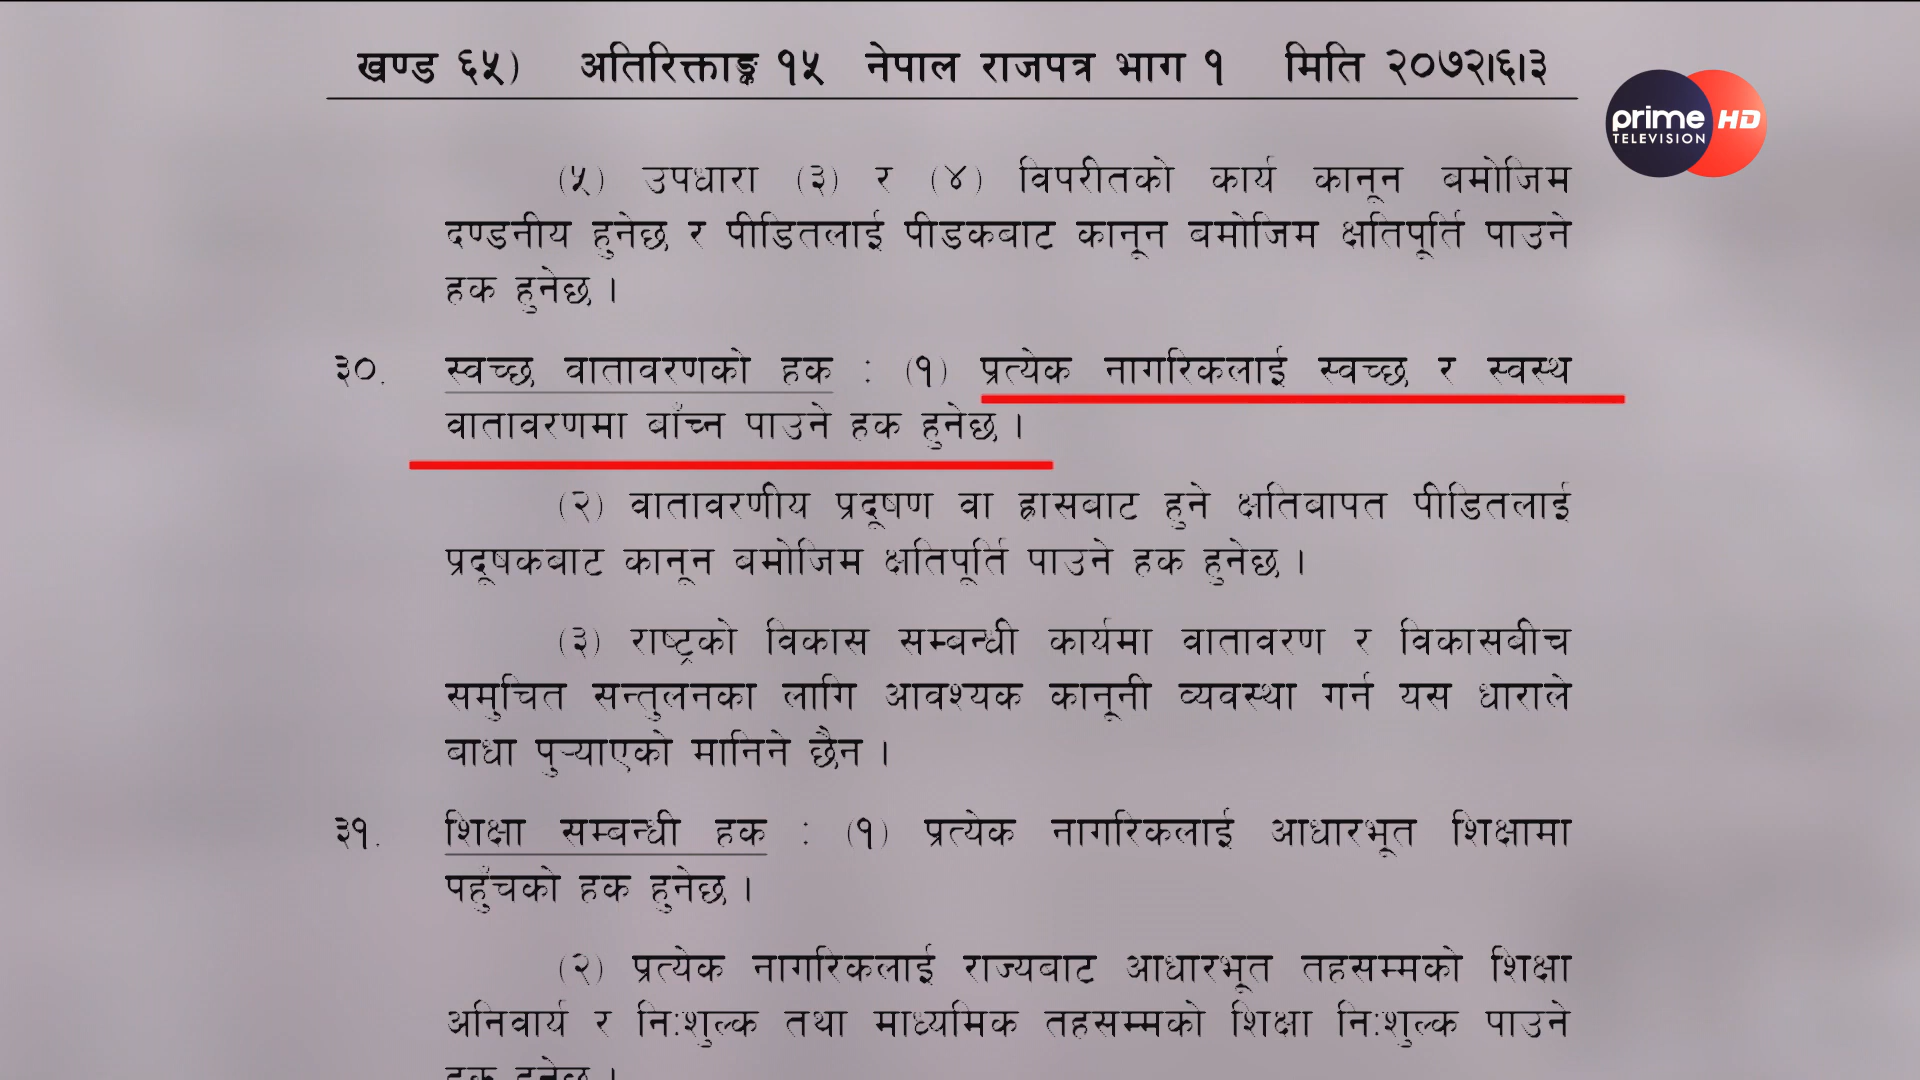 खण्ड ६५) अतिरिक्ताङ्क १५ नेपाल राजपत्र भाग १ मिति २०७२।६।३
prime HD
TELEVISION
(५) उपधारा (३) र (४) विपरीतको कार्य कानून बमोजिम
दण्डनीय हुनेछ र पीडितलाई पीडकबाट कानून बमोजिम क्षतिपूर्ति पाउने
हक हुनेछ ।
३०. स्वच्छ वातावरणको हक : (१) प्रत्येक नागरिकलाई स्वच्छ र स्वस्थ
वातावरणमा बाँच्न पाउने हक हुनेछ ।
(२) वातावरणीय प्रदूषण वा ह्रासबाट हुने क्षतिबापत पीडितलाई
प्रदूषकबाट कानून बमोजिम क्षतिपूर्ति पाउने हक हुनेछ ।
(३) राष्ट्रको विकास सम्बन्धी कार्यमा वातावरण र विकासबीच
समुचित सन्तुलनका लागि आवश्यक कानूनी व्यवस्था गर्न यस धाराले
बाधा पुर्‍याएको मानिने छैन ।
३१. शिक्षा सम्बन्धी हक : (१) प्रत्येक नागरिकलाई आधारभूत शिक्षामा
पहुँचको हक हुनेछ ।
(२) प्रत्येक नागरिकलाई राज्यबाट आधारभूत तहसम्मको शिक्षा
अनिवार्य र निःशुल्क तथा माध्यमिक तहसम्मको शिक्षा निःशुल्क पाउने
हक हुनेछ ।